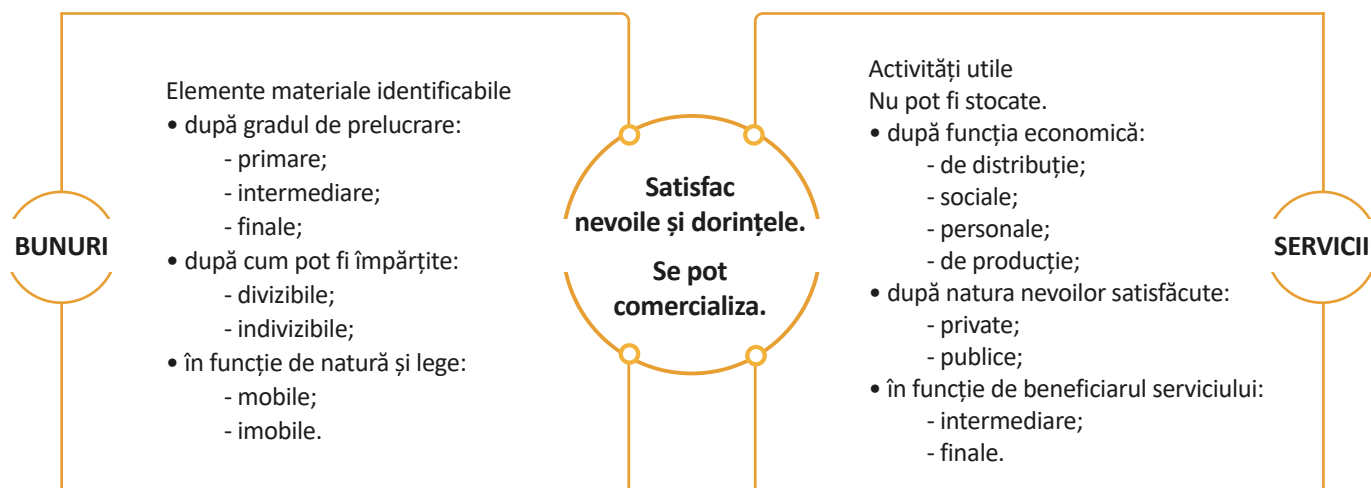 BUNURI
Elemente materiale identificabile
• după gradul de prelucrare:
- primare;
- intermediare;
- finale;
• după cum pot fi împărțite:
- divizibile;
- indivizibile;
• în funcție de natură și lege:
- mobile;
- imobile.
Satisfac
nevoile și dorințele.
Se pot
comercializa.
Activități utile
Nu pot fi stocate.
• după funcția economică:
- de distribuție;
- sociale;
- personale;
- de producție;
• după natura nevoilor satisfăcute:
- private;
- publice;
• în funcție de beneficiarul serviciului:
- intermediare;
- finale.
SERVICII